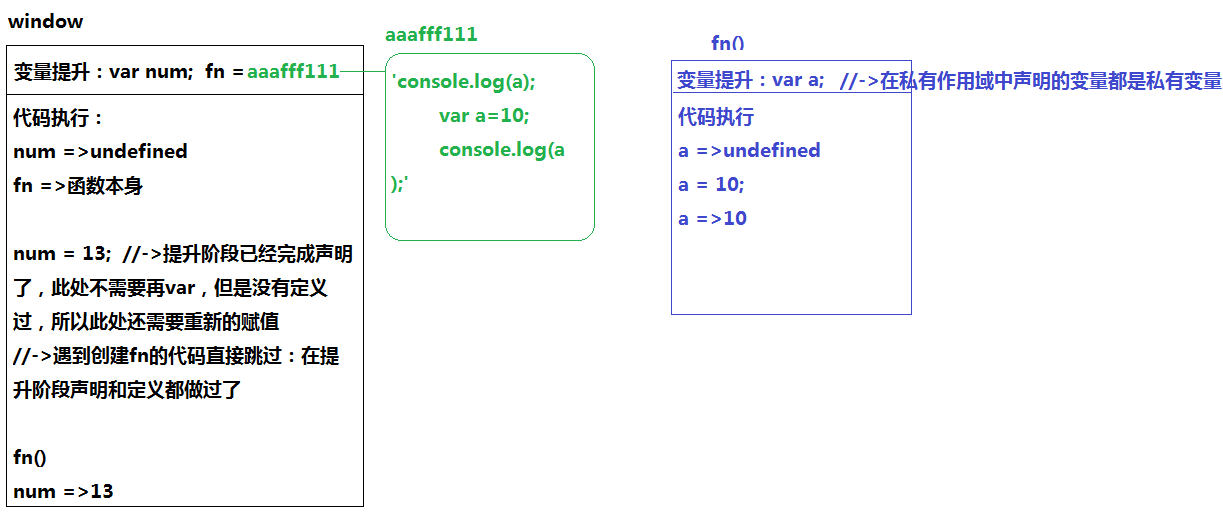 window
变量提升：var num;  fn =aaafff111
代码执行：
num =>undefined
fn =>函数本身
num = 13;  //->提升阶段已经完成声明
了，此处不需要再var，但是没有定义
过，所以此处还需要重新的赋值
//->遇到创建fn的代码直接跳过：在提
升阶段声明和定义都做过了
fn()
num =>13
aaafff111
'console.log(a);
var a=10;
console.log(a
);'
fn()
变量提升：var a;   //->在私有作用域中声明的变量都是私有变量
代码执行
a =>undefined
a = 10;
a =>10